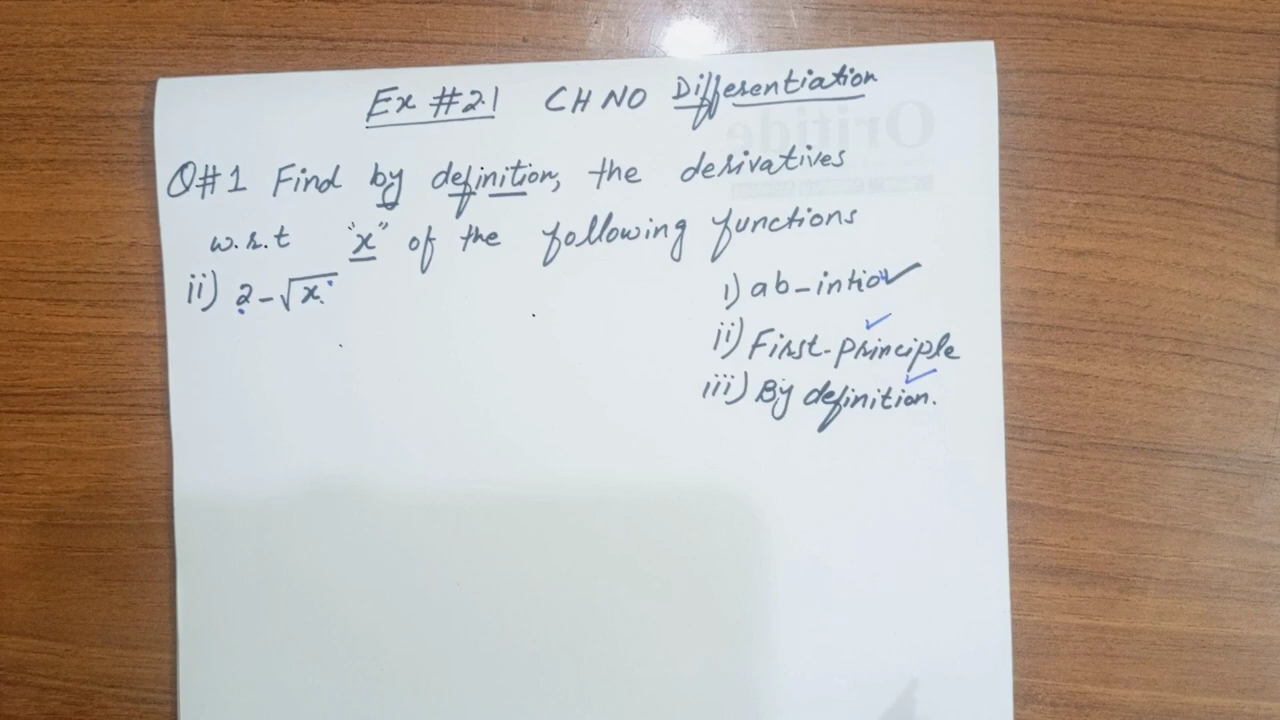 Ex #2.1 CH NO Differentiation
Q#1 Find by definition, the derivatives
w.r.t "x" of the following functions
ii) 2-√x
i) ab-intio
ii) First-principle
iii) By definition.
Oritide